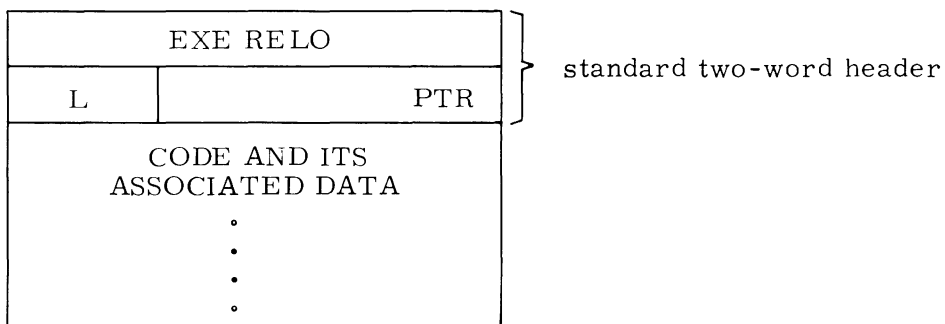 EXE RELO
standard two-word header
L PTR
CODE AND ITS
ASSOCIATED DATA